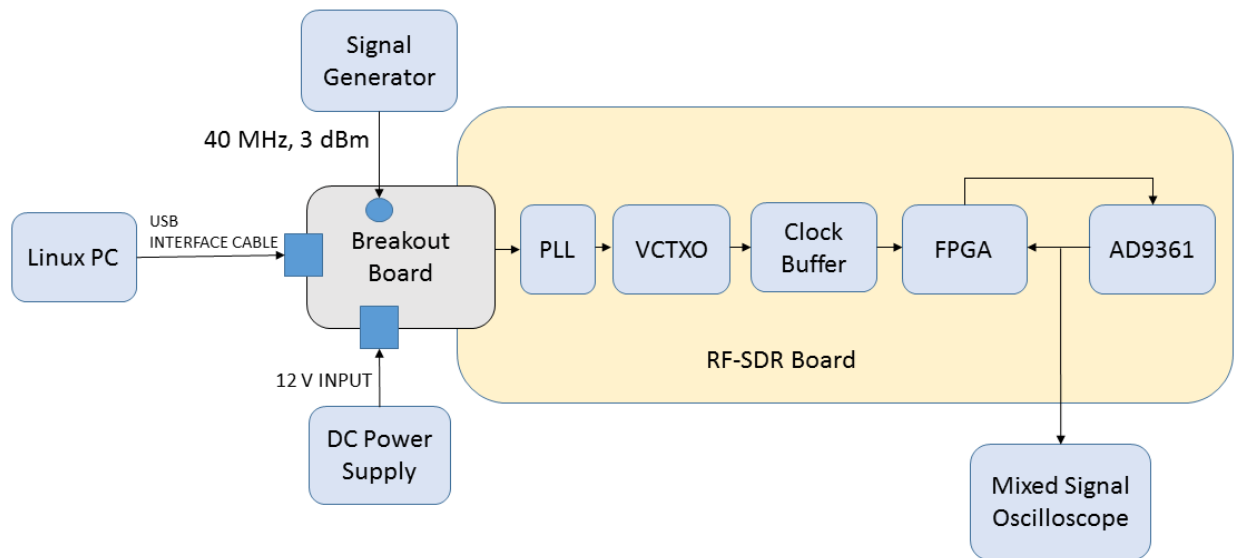 Signal
Generator
40 MHz, 3 dBm
USB
INTERFACE CABLE
Linux PC
Breakout
Board
PLL
VCTXO
Clock
Buffer
FPGA
AD9361
RF-SDR Board
12 V INPUT
DC Power
Supply
Mixed Signal
Oscilloscope